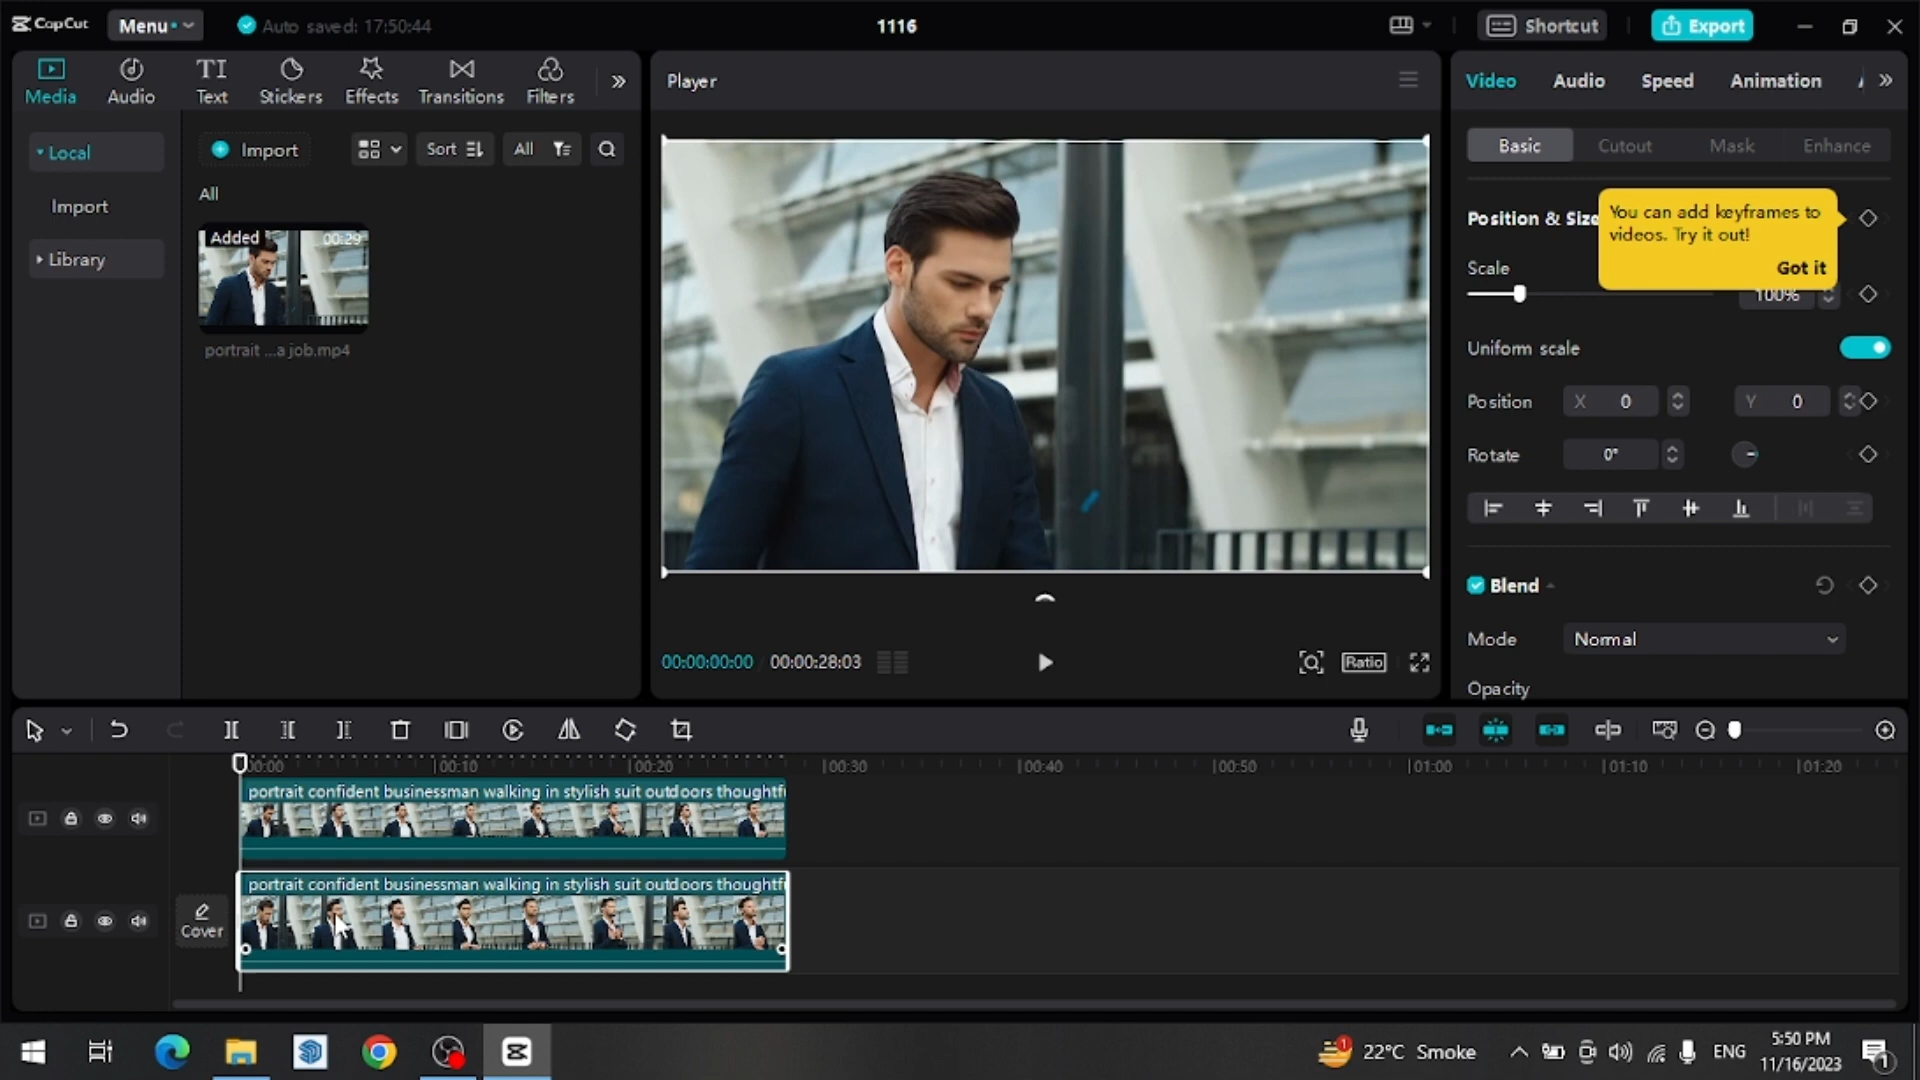 CapCut
Menu
Auto saved: 17:50:44
1116
Shortcut
Export
Media
Audio
TI
Text
Stickers
Effects
Transitions
Filters
Local
Import
Library
Import
Sort
All
All
Added
00:29
portrait ...a job.mp4
Player
00:00:00:00
00:00:28:03
Ratio
Video
Audio
Speed
Animation
Basic
Cutout
Mask
Enhance
Position & Size
You can add keyframes to
videos. Try it out!
Got it
Scale
100%
Uniform scale
Position
X 0
Y 0
Rotate
0°
Blend
Mode
Normal
Opacity
00:00
00:10
00:20
00:30
00:40
00:50
01:00
01:10
01:20
portrait confident businessman walking in stylish suit outdoors thoughtf
Cover
portrait confident businessman walking in stylish suit outdoors thoughtf
1
22°C Smoke
ENG
5:50 PM
11/16/2023
1